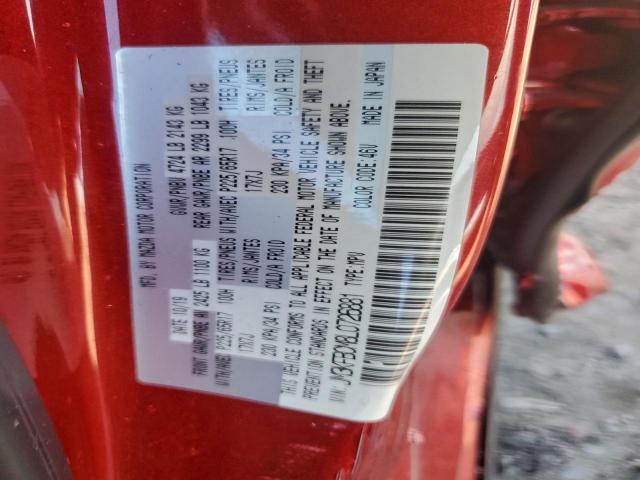 MFD. BY MAZDA MOTOR CORPORATION
DATE: 10/19 GVWR/PNBV 4724 LB 2143 KG
FRONT GAWR/PNBE AV 2425 LB 1100 KG REAR GAWR/PNBE AR 2293 LB 1040 KG
WITH/AVEC P225/65R17 100H TIRES/PNEUS WITH/AVEC P225/65R17 100H TIRES/PNEUS
17X7J RIMS/JANTES 17X7J RIMS/JANTES
230 KPA/34 PSI COLD/A FROID 230 KPA/34 PSI COLD/A FROID
THIS VEHICLE CONFORMS TO ALL APPLICABLE FEDERAL MOTOR VEHICLE SAFETY AND THEFT
PREVENTION STANDARDS IN EFFECT ON THE DATE OF MANUFACTURE SHOWN ABOVE.
VIN: TYPE:MPV COLOR CODE:46V MADE IN JAPAN